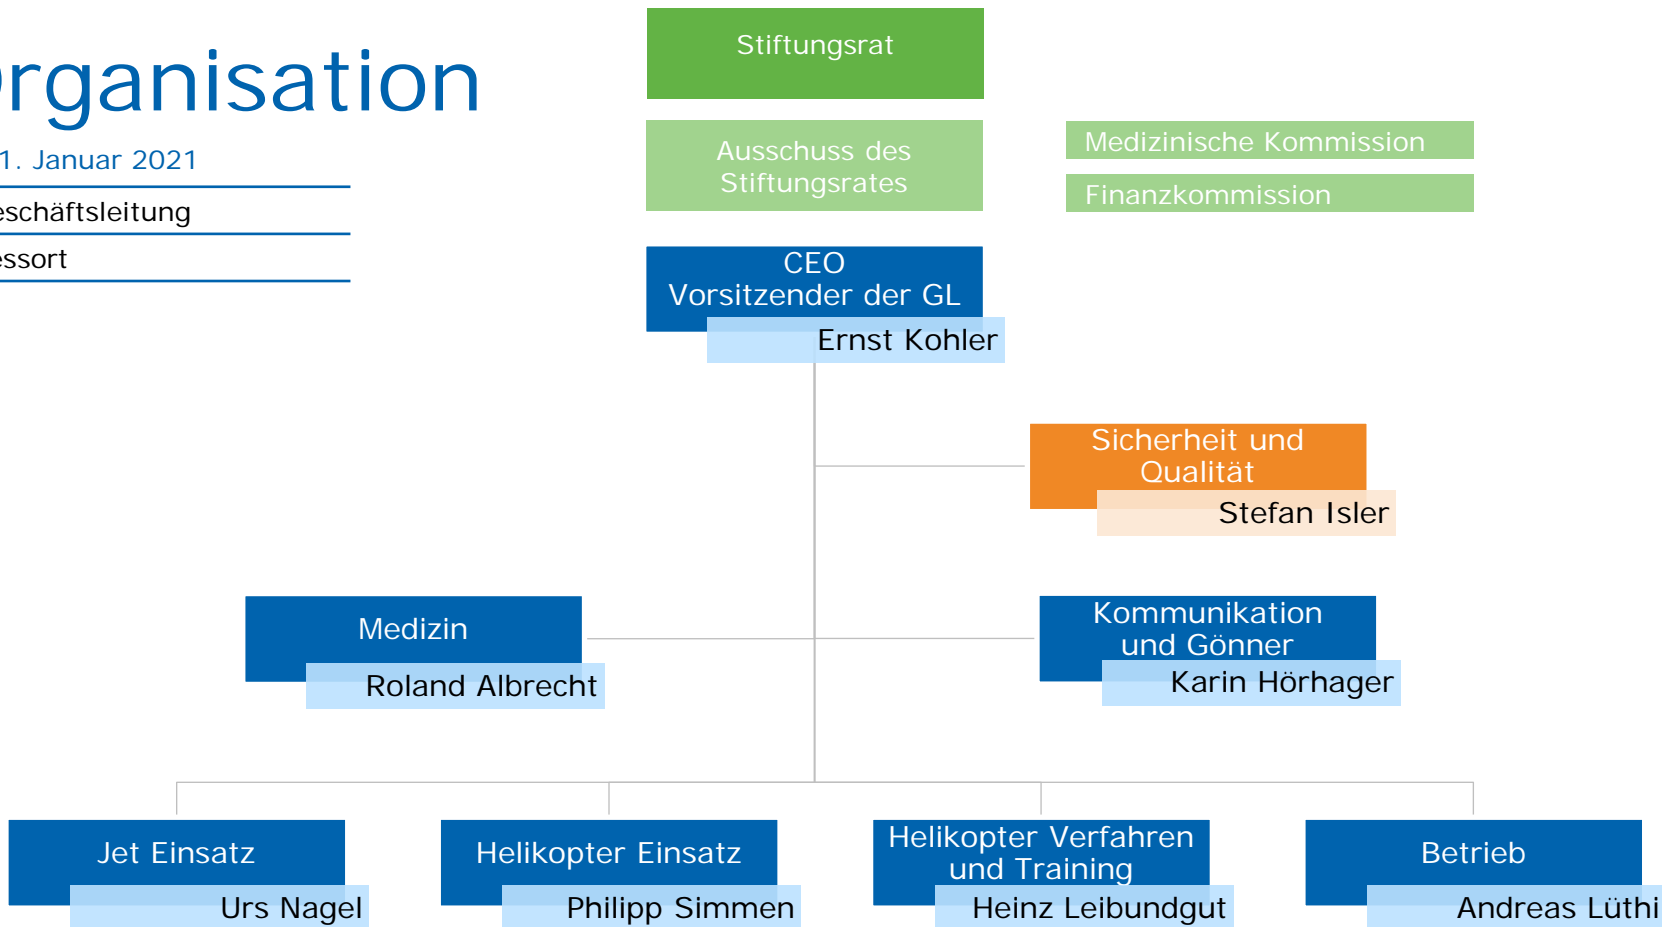 Organisation
1. Januar 2021
eschäftsleitung
essort
Stiftungsrat
Ausschuss des
Stiftungsrates
Medizinische Kommission
Finanzkommission
CEO
Vorsitzender der GL
Ernst Kohler
Sicherheit und
Qualität
Stefan Isler
Medizin
Roland Albrecht
Kommunikation
und Gönner
Karin Hörhager
Jet Einsatz
Urs Nagel
Helikopter Einsatz
Philipp Simmen
Helikopter Verfahren
und Training
Heinz Leibundgut
Betrieb
Andreas Lüthi